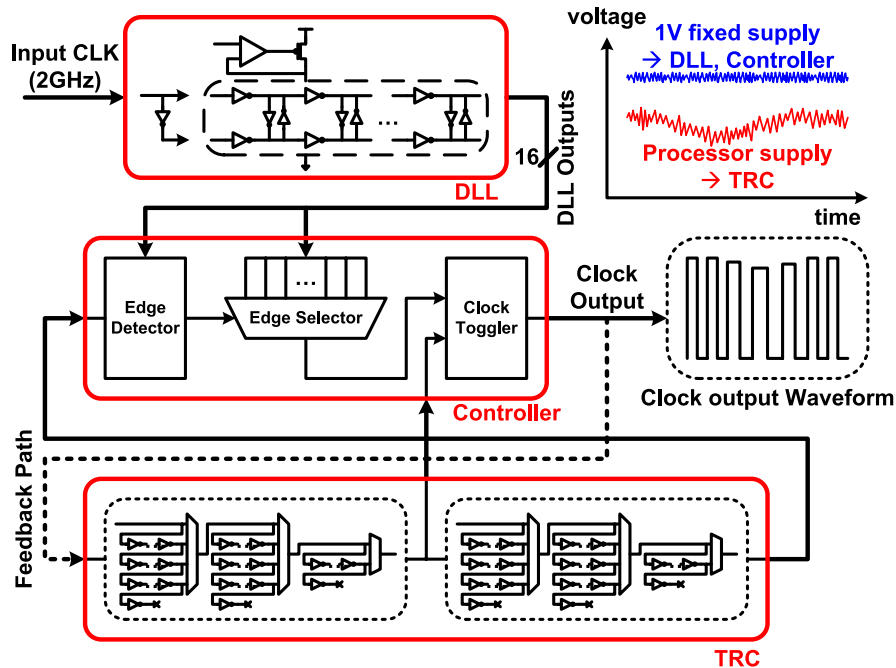 Input CLK
(2GHz)
...
16
DLL Outputs
DLL
voltage
1V fixed supply
→ DLL, Controller
Processor supply
→ TRC
time
Edge
Detector
...
Edge Selector
Clock
Toggler
Controller
Clock
Output
Clock output Waveform
Feedback Path
TRC